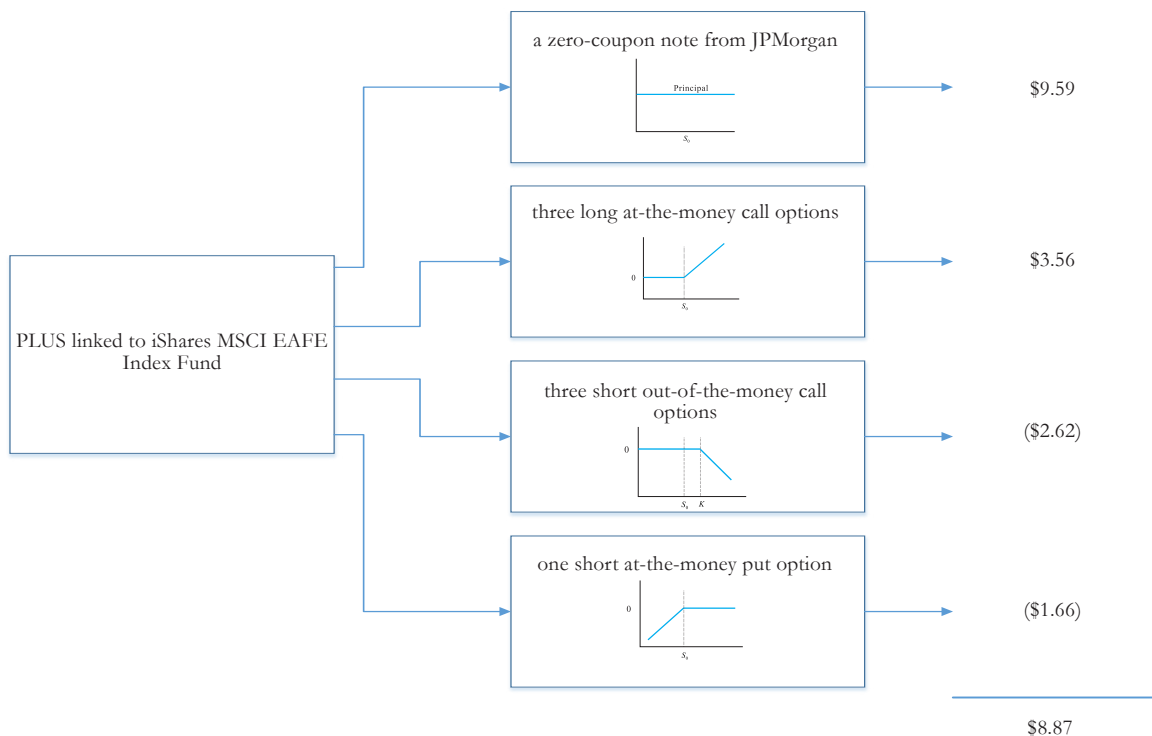 a zero-coupon note from JPMorgan
Principal
S₀
$9.59
three long at-the-money call options
0
S₀
$3.56
PLUS linked to iShares MSCI EAFE
Index Fund
three short out-of-the-money call
options
0
S₀ K
($2.62)
one short at-the-money put option
0
S₀
($1.66)
$8.87